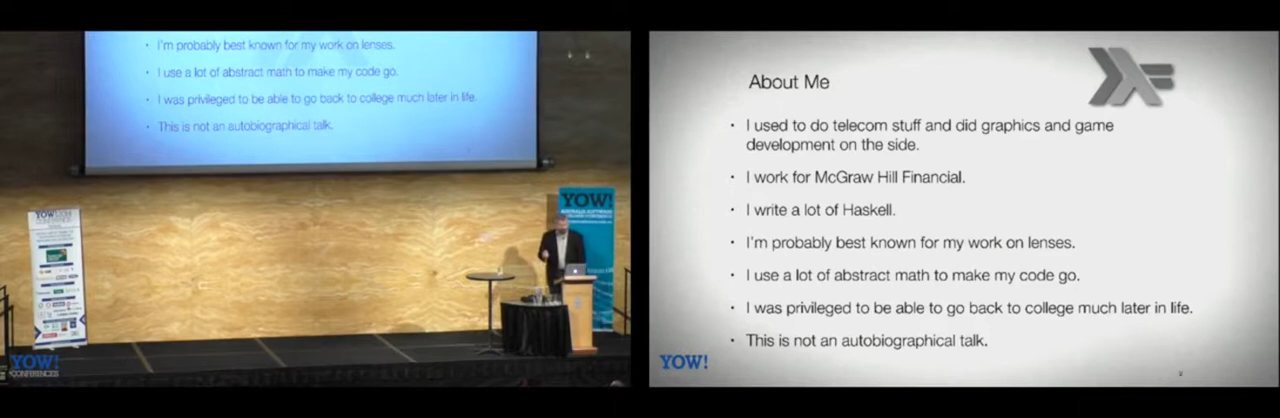 · I'm probably best known for my work on lenses.
· I use a lot of abstract math to make my code go.
· I was privileged to be able to go back to college much later in life.
· This is not an autobiographical talk.
YOW!
YOW!
CONFERENCES
About Me
· I used to do telecom stuff and did graphics and game
development on the side.
· I work for McGraw Hill Financial.
· I write a lot of Haskell.
· I'm probably best known for my work on lenses.
· I use a lot of abstract math to make my code go.
· I was privileged to be able to go back to college much later in life.
· This is not an autobiographical talk.
YOW!